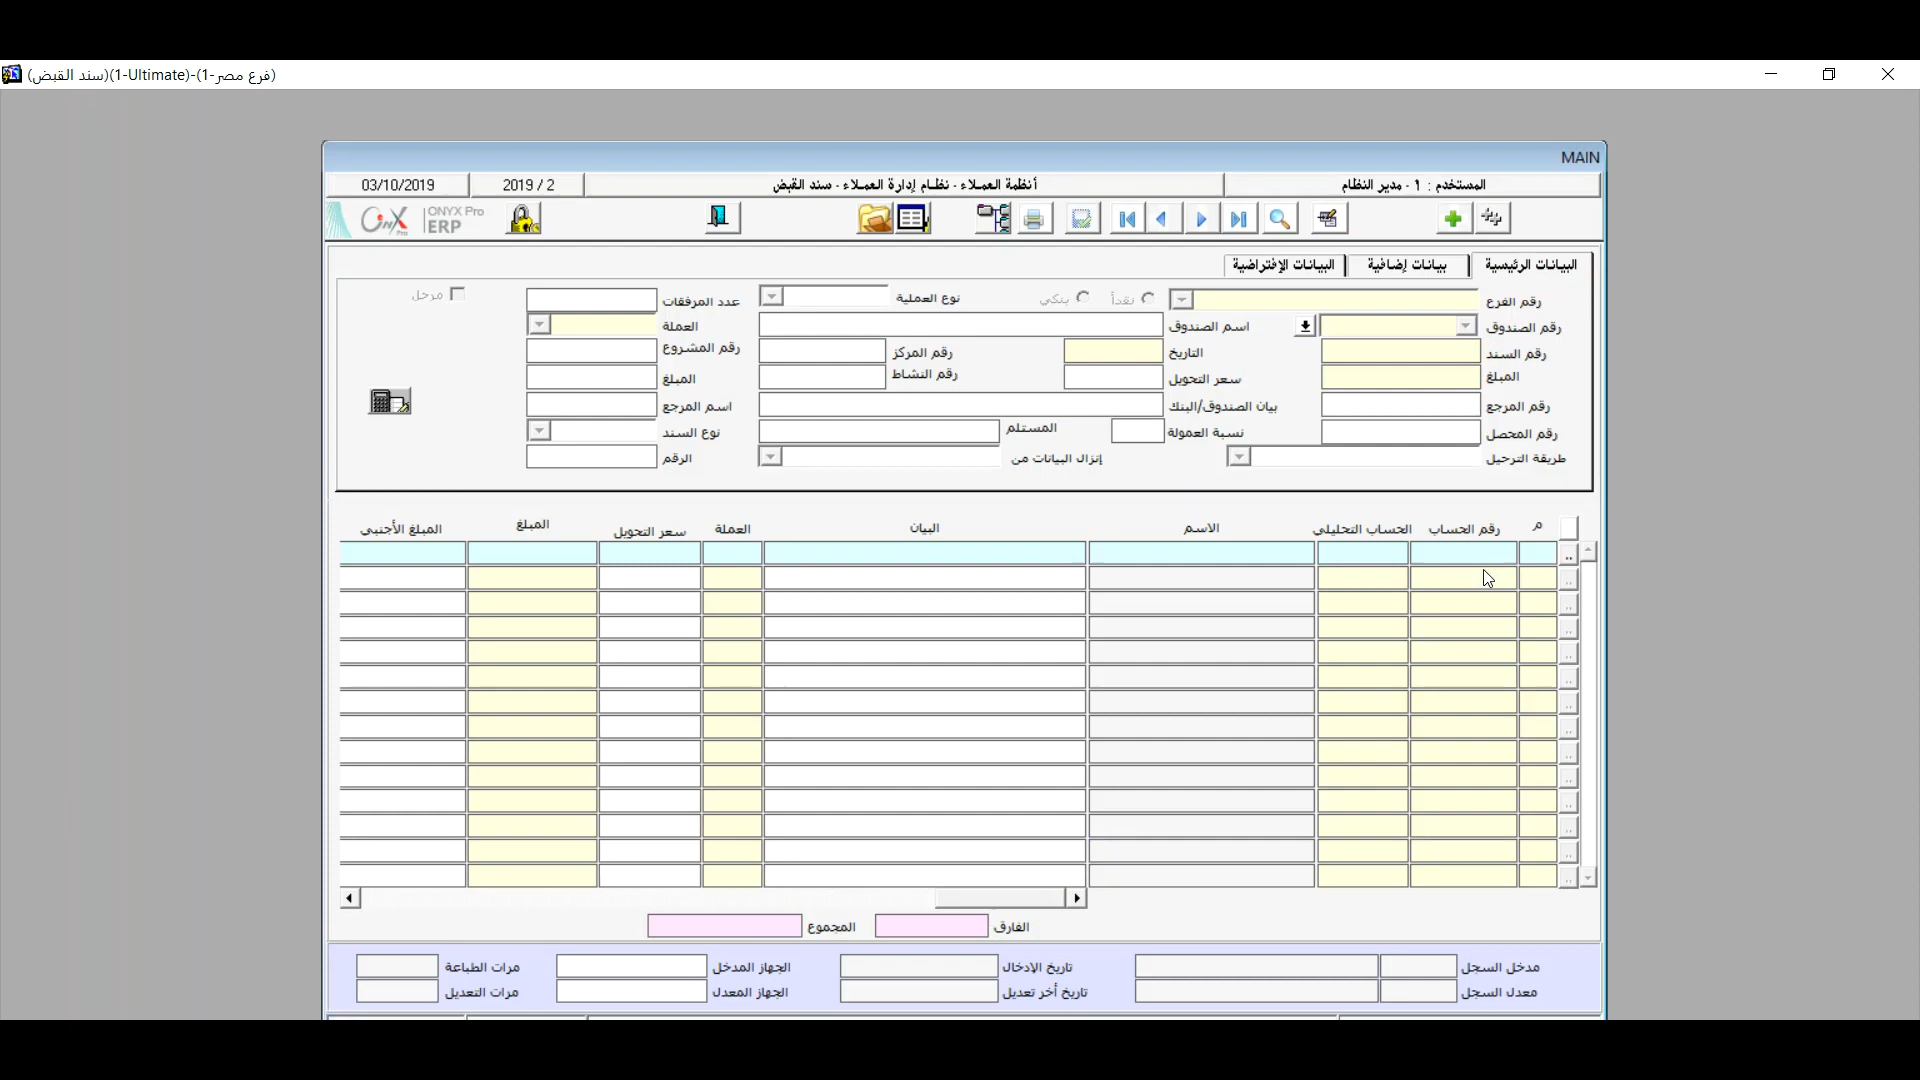 (سند القبض)(1-Ultimate)-(فرع مصر-1)
MAIN
المستخدم : ١ - مدير النظام
أنظمة العملاء - نظام إدارة العملاء - سند القبض
2019 / 2
03/10/2019
ONYX Pro ERP
ONYX Pro
البيانات الرئيسية
بيانات إضافية
البيانات الإفتراضية
رقم الفرع
نقداً
بنكي
نوع العملية
عدد المرفقات
مرحل
رقم الصندوق
اسم الصندوق
العملة
رقم السند
التاريخ
رقم المركز
رقم المشروع
المبلغ
سعر التحويل
رقم النشاط
المبلغ
رقم المرجع
بيان الصندوق/البنك
اسم المرجع
رقم المحصل
نسبة العمولة
المستلم
نوع السند
طريقة الترحيل
إنزال البيانات من
الرقم
م
رقم الحساب
الحساب التحليلي
الاسم
البيان
العملة
سعر التحويل
المبلغ
المبلغ الأجنبي
الفارق
المجموع
مدخل السجل
تاريخ الإدخال
الجهاز المدخل
مرات الطباعة
معدل السجل
تاريخ أخر تعديل
الجهاز المعدل
مرات التعديل